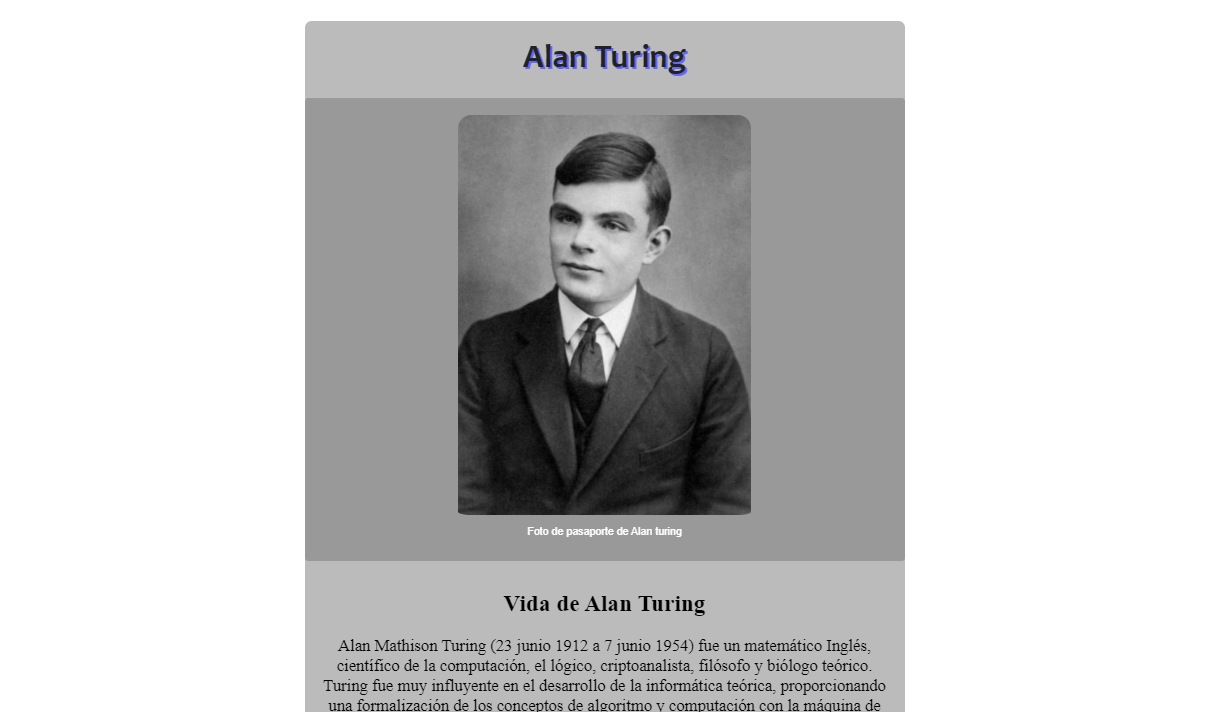 Alan Turing
Foto de pasaporte de Alan turing
Vida de Alan Turing
Alan Mathison Turing (23 junio 1912 a 7 junio 1954) fue un matemático Inglés,
científico de la computación, el lógico, criptoanalista, filósofo y biólogo teórico.
Turing fue muy influyente en el desarrollo de la informática teórica, proporcionando
una formalización de los conceptos de algoritmo y computación con la máquina de